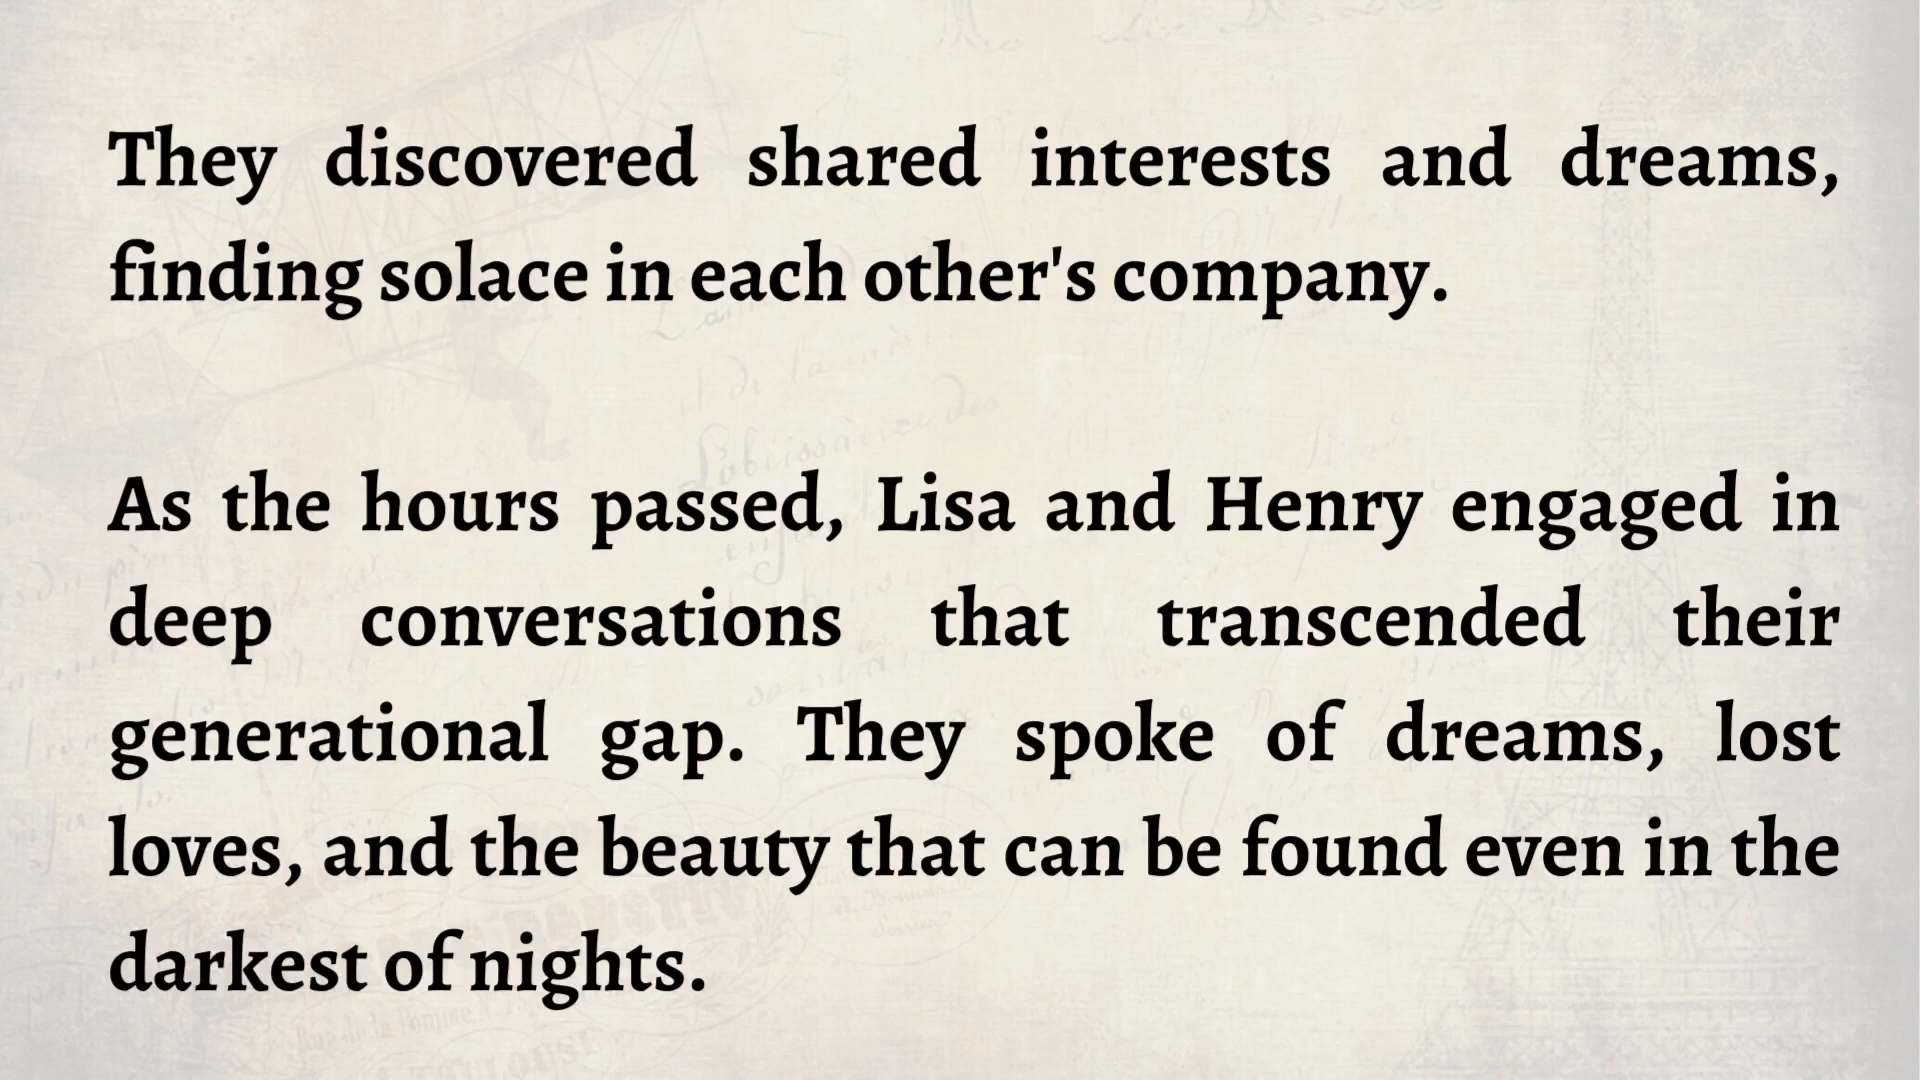 They discovered shared interests and dreams,
finding solace in each other's company.
As the hours passed, Lisa and Henry engaged in
deep conversations that transcended their
generational gap. They spoke of dreams, lost
loves, and the beauty that can be found even in the
darkest of nights.